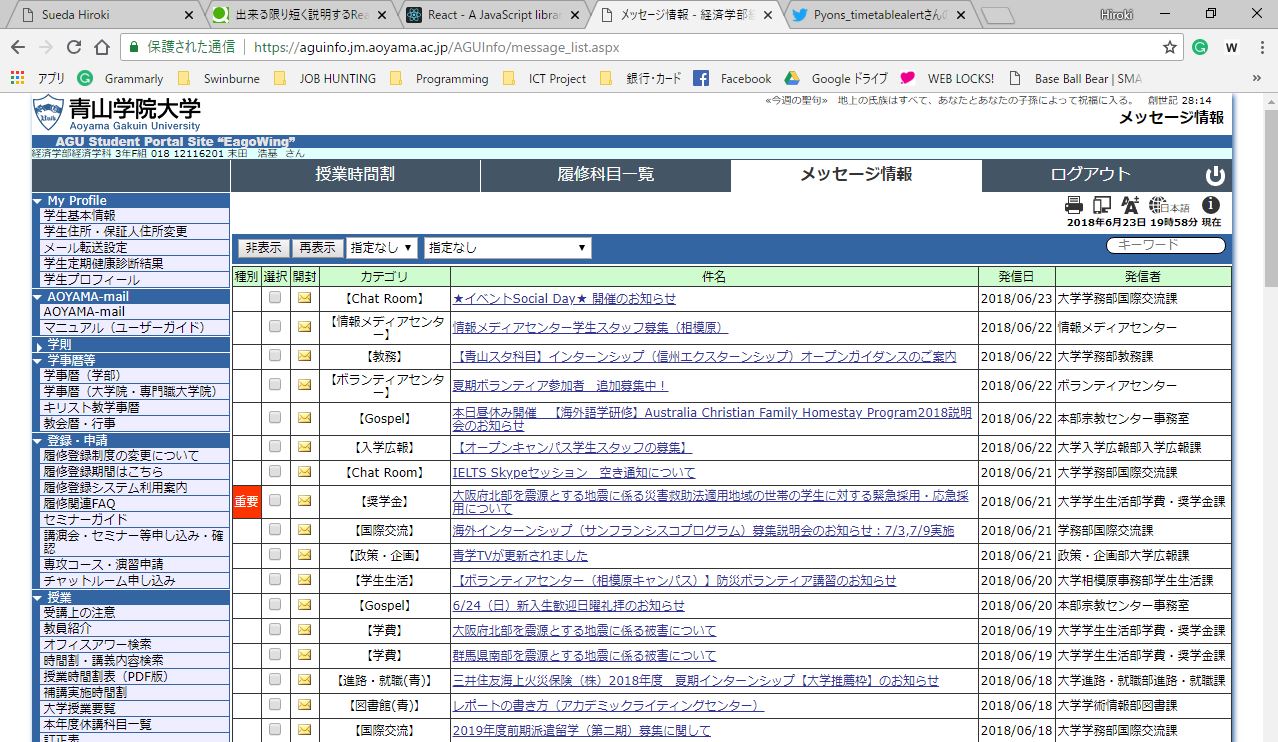 Sueda Hiroki
出来る限り短く説明するRea
React - A JavaScript librar
メッセージ情報 - 経済学部経
Pyons_timetablealertさんの
Hiroki
保護された通信
https://aguinfo.jm.aoyama.ac.jp/AGUInfo/message_list.aspx
アプリ
Grammarly
Swinburne
JOB HUNTING
Programming
ICT Project
銀行・カード
Facebook
Google ドライブ
WEB LOCKS!
Base Ball Bear | SMA
»
青山学院大学
Aoyama Gakuin University
«今週の聖句» 地上の氏族はすべて、あなたとあなたの子孫によって祝福に入る。 創世記 28:14
メッセージ情報
AGU Student Portal Site “EagoWing”
経済学部経済学科 3年F組 018 12116201 末田 浩基 さん
授業時間割
履修科目一覧
メッセージ情報
ログアウト
日本語
2018年6月23日 19時58分 現在
My Profile
学生基本情報
学生住所・保証人住所変更
メール転送設定
学生定期健康診断結果
学生プロフィール
AOYAMA-mail
AOYAMA-mail
マニュアル（ユーザーガイド）
学則
学事暦等
学事暦（学部）
学事暦（大学院・専門職大学院）
キリスト教学事暦
教会暦・行事
登録・申請
履修登録制度の変更について
履修登録期間はこちら
履修登録システム利用案内
履修関連FAQ
セミナーガイド
講演会・セミナー等申し込み・確
認
専攻コース・演習申請
チャットルーム申し込み
授業
受講上の注意
教員紹介
オフィスアワー検索
時間割・講義内容検索
授業時間割表（PDF版）
補講実施時間割
大学授業要覧
本年度休講科目一覧
訂正表
非表示 再表示 指定なし 指定なし キーワード
種別 選択 開封 カテゴリ 件名 発信日 発信者
【Chat Room】 ★イベントSocial Day★ 開催のお知らせ 2018/06/23 大学学務部国際交流課
【情報メディアセンタ
ー】 情報メディアセンター学生スタッフ募集（相模原） 2018/06/22 情報メディアセンター
【教務】 【青山スタ科目】インターンシップ（信州エクスターンシップ）オープンガイダンスのご案内 2018/06/22 大学学務部教務課
【ボランティアセンタ
ー】 夏期ボランティア参加者 追加募集中！ 2018/06/22 ボランティアセンター
【Gospel】 本日昼休み開催 【海外語学研修】Australia Christian Family Homestay Program2018説明
会のお知らせ 2018/06/22 本部宗教センター事務室
【入学広報】 【オープンキャンパス学生スタッフの募集】 2018/06/22 大学入学広報部入学広報課
【Chat Room】 IELTS Skypeセッション 空き通知について 2018/06/21 大学学務部国際交流課
重要 【奨学金】 大阪府北部を震源とする地震に係る災害救助法適用地域の世帯の学生に対する緊急採用・応急採
用について 2018/06/21 大学学生生活部学費・奨学金課
【国際交流】 海外インターンシップ（サンフランシスコプログラム）募集説明会のお知らせ：7/3,7/9実施 2018/06/21 学務部国際交流課
【政策・企画】 青学TVが更新されました 2018/06/21 政策・企画部大学広報課
【学生生活】 【ボランティアセンター（相模原キャンパス）】防災ボランティア講習のお知らせ 2018/06/20 大学相模原事務部学生生活課
【Gospel】 6/24（日）新入生歓迎日曜礼拝のお知らせ 2018/06/20 本部宗教センター事務室
【学費】 大阪府北部を震源とする地震に係る被害について 2018/06/19 大学学生生活部学費・奨学金課
【学費】 群馬県南部を震源とする地震に係る被害について 2018/06/19 大学学生生活部学費・奨学金課
【進路・就職(青)】 三井住友海上火災保険（株）2018年度 夏期インターンシップ【大学推薦枠】のお知らせ 2018/06/18 大学進路・就職部進路・就職課
【図書館(青)】 レポートの書き方（アカデミックライティングセンター） 2018/06/18 大学学術情報部図書課
【国際交流】 2019年度前期派遣留学（第二期）募集に関して 2018/06/18 大学学務部国際交流課